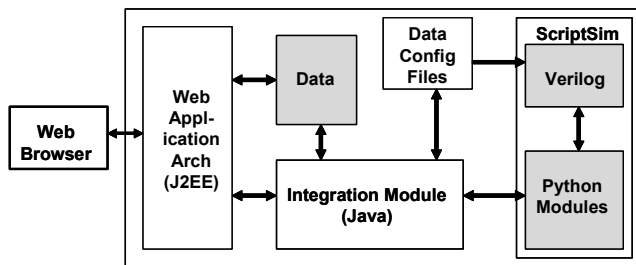 Web
Browser
Web
Appl-
ication
Arch
(J2EE)
Data
Data
Config
Files
ScriptSim
Verilog
Integration Module
(Java)
Python
Modules